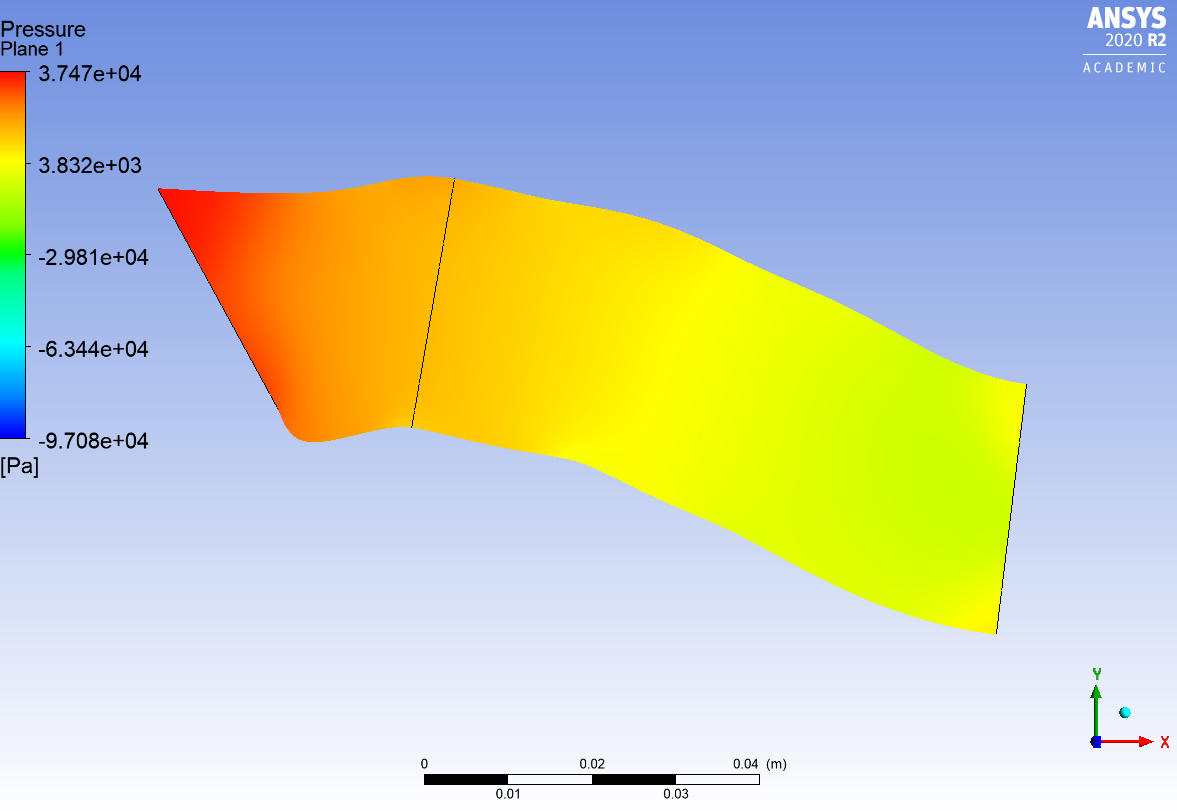 Pressure
Plane 1
3.747e+04
3.832e+03
-2.981e+04
-6.344e+04
-9.708e+04
[Pa]
ANSYS
2020 R2
ACADEMIC
0 0.02 0.04 (m)
0.01 0.03
Y
X